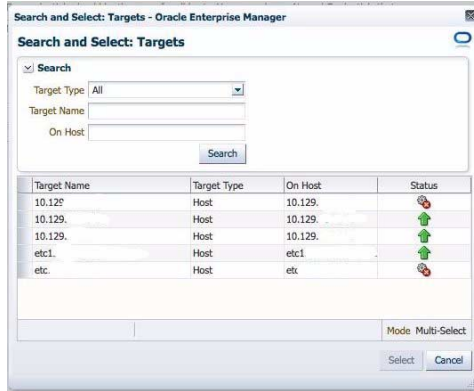 Search and Select: Targets - Oracle Enterprise Manager
Search and Select: Targets
Search
Target Type All
Target Name
On Host
Search
Target Name Target Type On Host Status
10.129 Host 10.129.
10.129. Host 10.129.
10.129. Host 10.129.
etc1. Host etc1
etc. Host etc
Mode Multi-Select
Select Cancel